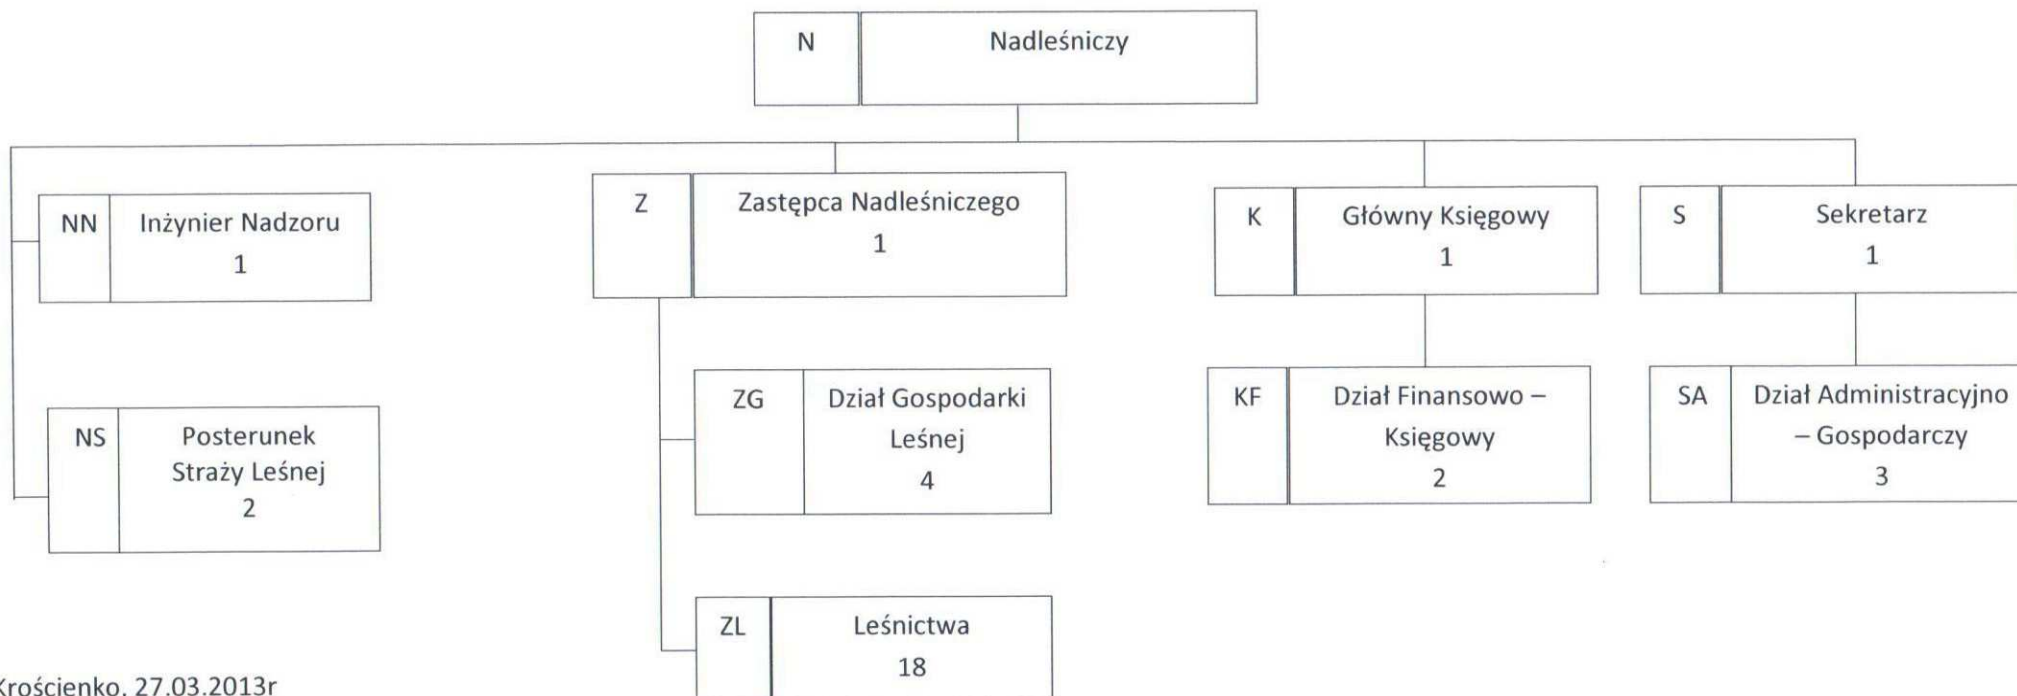 N
Nadleśniczy
NN
Inżynier Nadzoru
1
Z
Zastępca Nadleśniczego
1
K
Główny Księgowy
1
S
Sekretarz
1
NS
Posterunek
Straży Leśnej
2
ZG
Dział Gospodarki
Leśnej
4
KF
Dział Finansowo –
Księgowy
2
SA
Dział Administracyjno
– Gospodarczy
3
ZL
Leśnictwa
18
Krościenko, 27.03.2013r